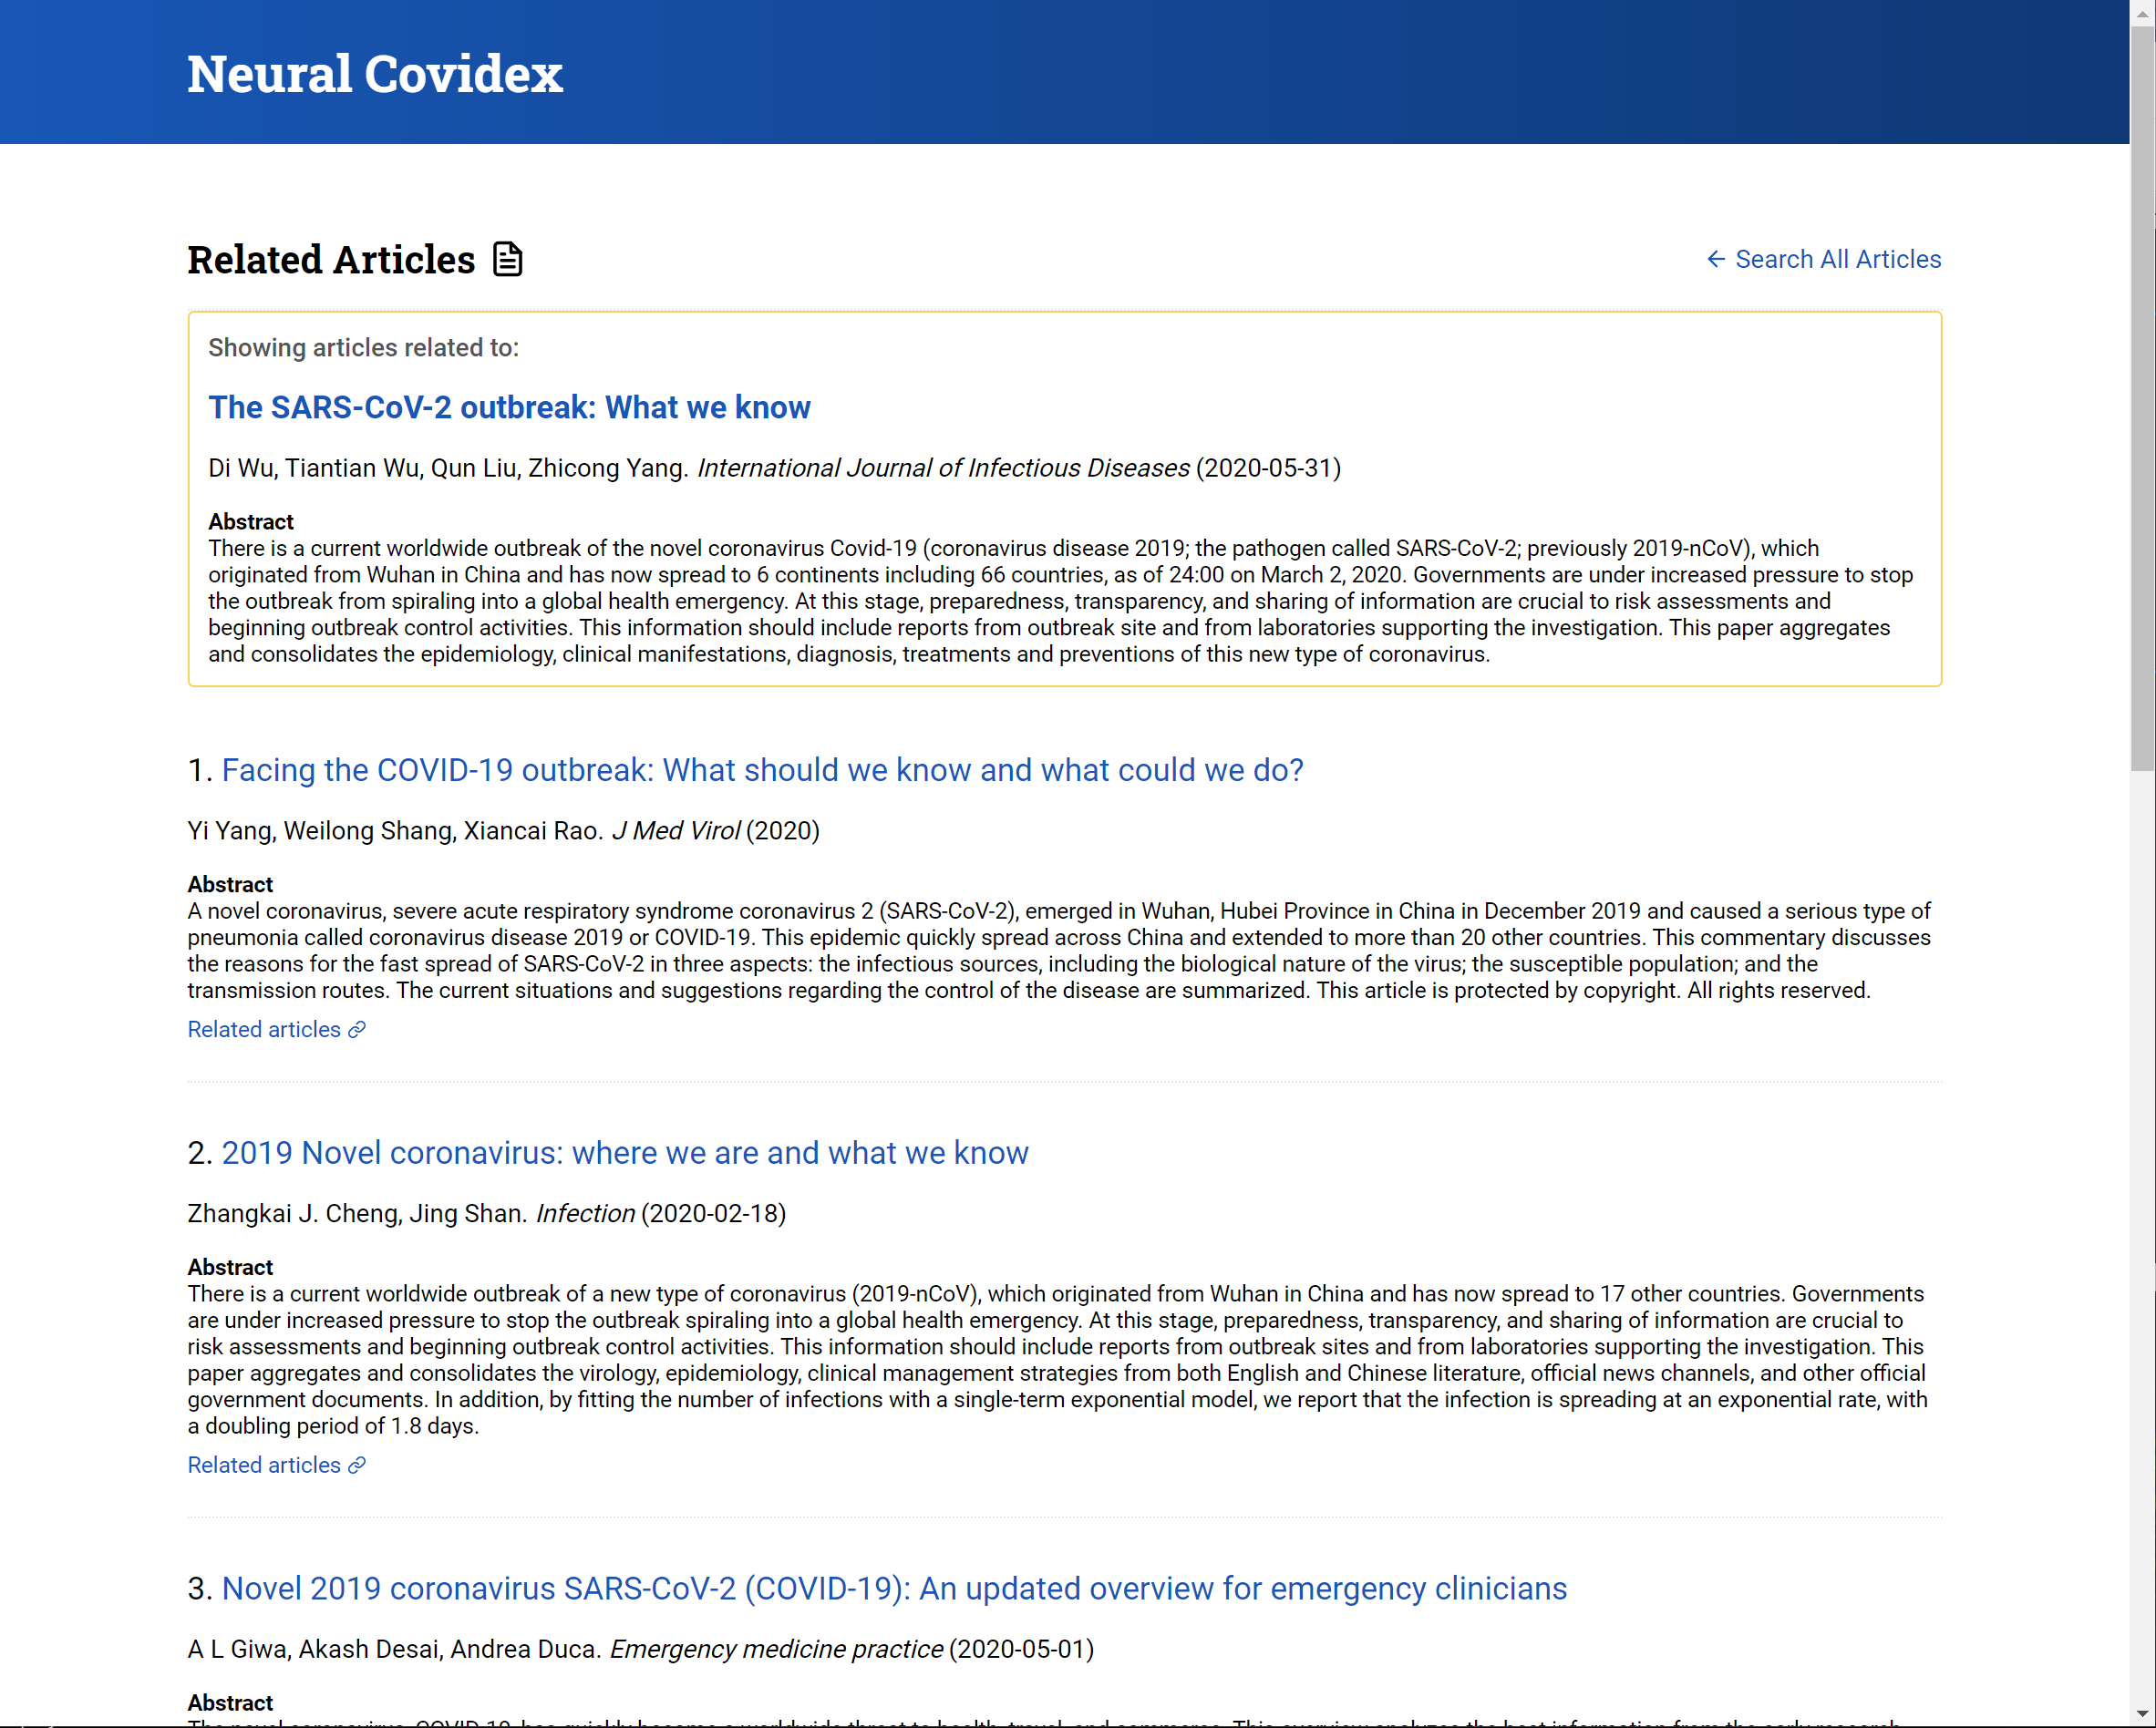 Neural Covidex
Related Articles
← Search All Articles
Showing articles related to:
The SARS-CoV-2 outbreak: What we know
Di Wu, Tiantian Wu, Qun Liu, Zhicong Yang. International Journal of Infectious Diseases (2020-05-31)
Abstract
There is a current worldwide outbreak of the novel coronavirus Covid-19 (coronavirus disease 2019; the pathogen called SARS-CoV-2; previously 2019-nCoV), which
originated from Wuhan in China and has now spread to 6 continents including 66 countries, as of 24:00 on March 2, 2020. Governments are under increased pressure to stop
the outbreak from spiraling into a global health emergency. At this stage, preparedness, transparency, and sharing of information are crucial to risk assessments and
beginning outbreak control activities. This information should include reports from outbreak site and from laboratories supporting the investigation. This paper aggregates
and consolidates the epidemiology, clinical manifestations, diagnosis, treatments and preventions of this new type of coronavirus.
1. Facing the COVID-19 outbreak: What should we know and what could we do?
Yi Yang, Weilong Shang, Xiancai Rao. J Med Virol (2020)
Abstract
A novel coronavirus, severe acute respiratory syndrome coronavirus 2 (SARS-CoV-2), emerged in Wuhan, Hubei Province in China in December 2019 and caused a serious type of
pneumonia called coronavirus disease 2019 or COVID-19. This epidemic quickly spread across China and extended to more than 20 other countries. This commentary discusses
the reasons for the fast spread of SARS-CoV-2 in three aspects: the infectious sources, including the biological nature of the virus; the susceptible population; and the
transmission routes. The current situations and suggestions regarding the control of the disease are summarized. This article is protected by copyright. All rights reserved.
Related articles
2. 2019 Novel coronavirus: where we are and what we know
Zhangkai J. Cheng, Jing Shan. Infection (2020-02-18)
Abstract
There is a current worldwide outbreak of a new type of coronavirus (2019-nCoV), which originated from Wuhan in China and has now spread to 17 other countries. Governments
are under increased pressure to stop the outbreak spiraling into a global health emergency. At this stage, preparedness, transparency, and sharing of information are crucial to
risk assessments and beginning outbreak control activities. This information should include reports from outbreak sites and from laboratories supporting the investigation. This
paper aggregates and consolidates the virology, epidemiology, clinical management strategies from both English and Chinese literature, official news channels, and other official
government documents. In addition, by fitting the number of infections with a single-term exponential model, we report that the infection is spreading at an exponential rate, with
a doubling period of 1.8 days.
Related articles
3. Novel 2019 coronavirus SARS-CoV-2 (COVID-19): An updated overview for emergency clinicians
A L Giwa, Akash Desai, Andrea Duca. Emergency medicine practice (2020-05-01)
Abstract